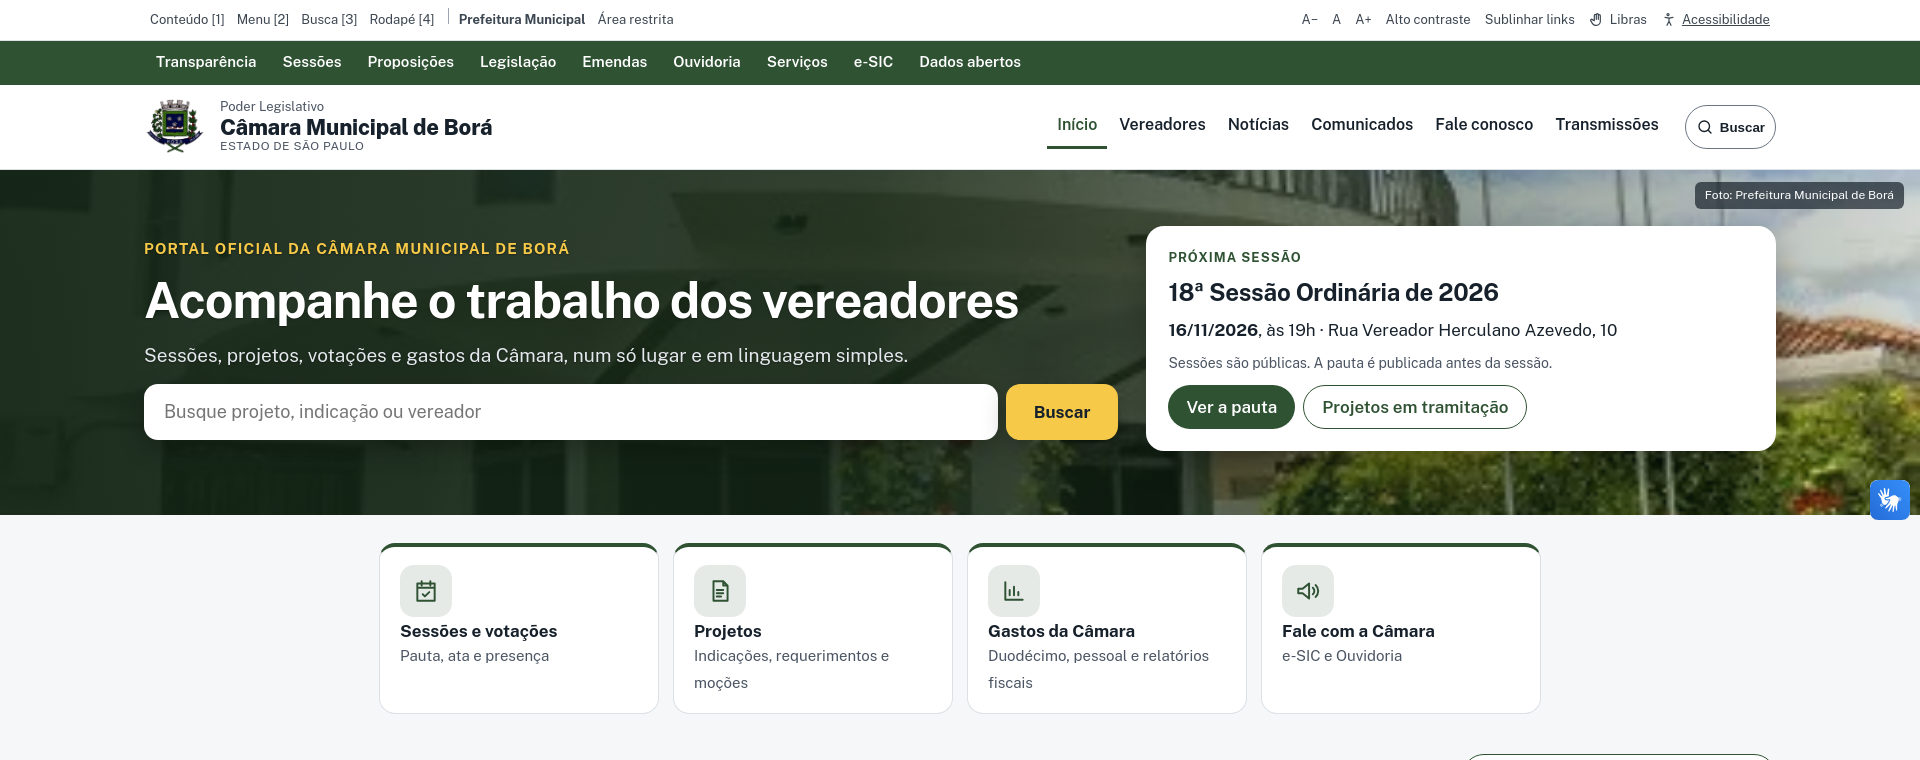 Conteúdo [1] Menu [2] Busca [3] Rodapé [4] Prefeitura Municipal Área restrita
A− A A+ Alto contraste Sublinhar links Libras Acessibilidade
Transparência Sessões Proposições Legislação Emendas Ouvidoria Serviços e-SIC Dados abertos
Poder Legislativo
Câmara Municipal de Borá
ESTADO DE SÃO PAULO
Início Vereadores Notícias Comunicados Fale conosco Transmissões Buscar
Foto: Prefeitura Municipal de Borá
PORTAL OFICIAL DA CÂMARA MUNICIPAL DE BORÁ
Acompanhe o trabalho dos vereadores
Sessões, projetos, votações e gastos da Câmara, num só lugar e em linguagem simples.
Busque projeto, indicação ou vereador
Buscar
PRÓXIMA SESSÃO
18ª Sessão Ordinária de 2026
16/11/2026, às 19h · Rua Vereador Herculano Azevedo, 10
Sessões são públicas. A pauta é publicada antes da sessão.
Ver a pauta Projetos em tramitação
Sessões e votações
Pauta, ata e presença
Projetos
Indicações, requerimentos e
moções
Gastos da Câmara
Duodécimo, pessoal e relatórios
fiscais
Fale com a Câmara
e-SIC e Ouvidoria